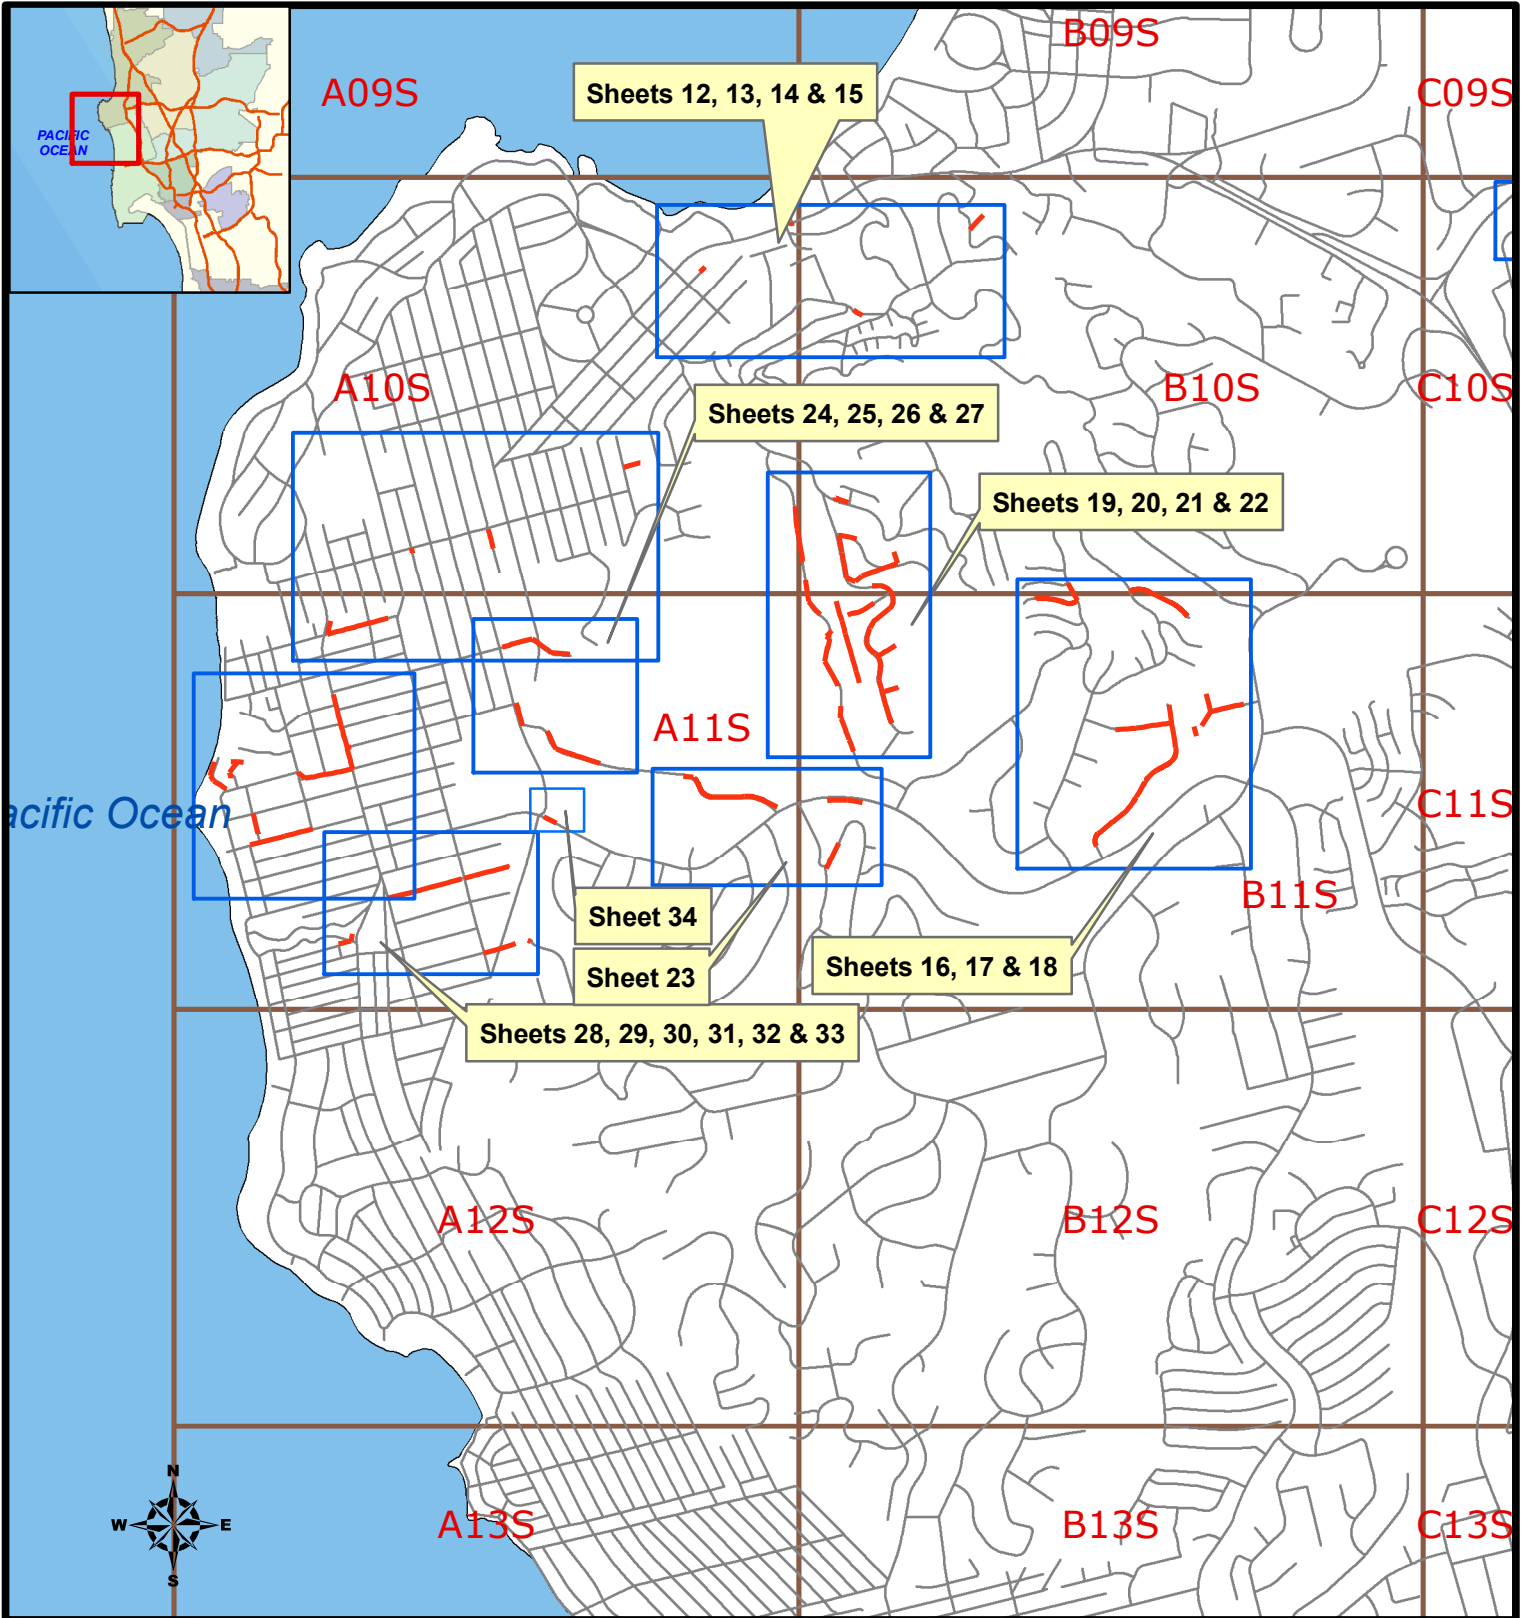 B09S
A09S
C09S
Sheets 12, 13, 14 & 15
PACIFIC
OCEAN
A10S
B10S
C10S
Sheets 24, 25, 26 & 27
Sheets 19, 20, 21 & 22
A11S
acific Ocean
C11S
B11S
Sheet 34
Sheet 23
Sheets 16, 17 & 18
Sheets 28, 29, 30, 31, 32 & 33
A12S
B12S
C12S
N
W
E
S
A13S
B13S
C13S